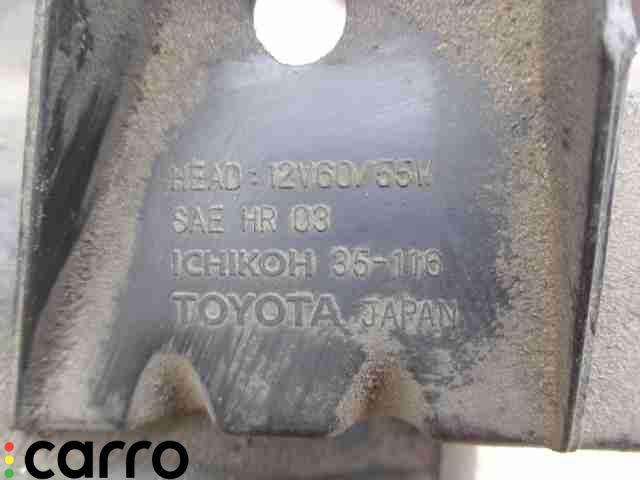 HEAD : 12V60/55W
SAE HR 03
ICHIKOH 35-116
TOYOTA JAPAN
carro